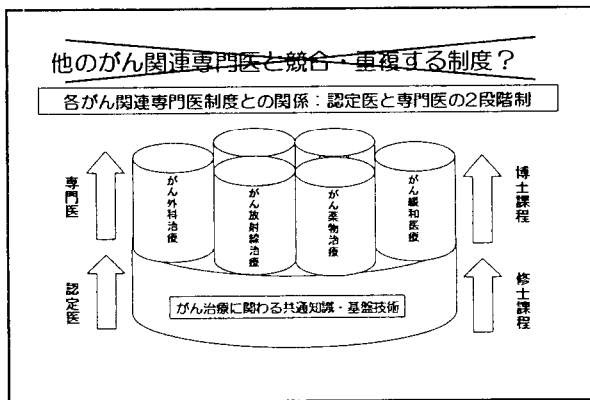 他のがん関連専門医と競合・重複する制度？
各がん関連専門医制度との関係：認定医と専門医の2段階制
専門医
がん外科治療
がん放射線治療
がん薬物治療
がん緩和医療
博士課程
認定医
がん治療に関わる共通知識・基盤技術
修士課程